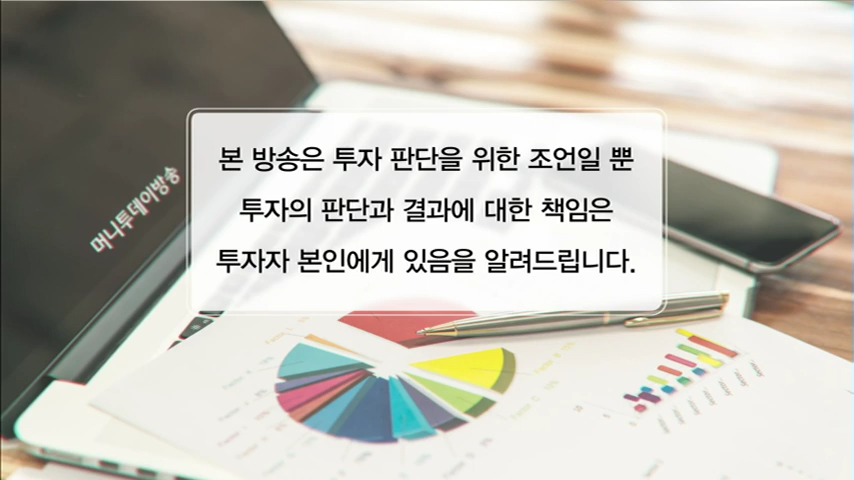 본 방송은 투자 판단을 위한 조언일 뿐
투자의 판단과 결과에 대한 책임은
투자자 본인에게 있음을 알려드립니다.
머니투데이방송